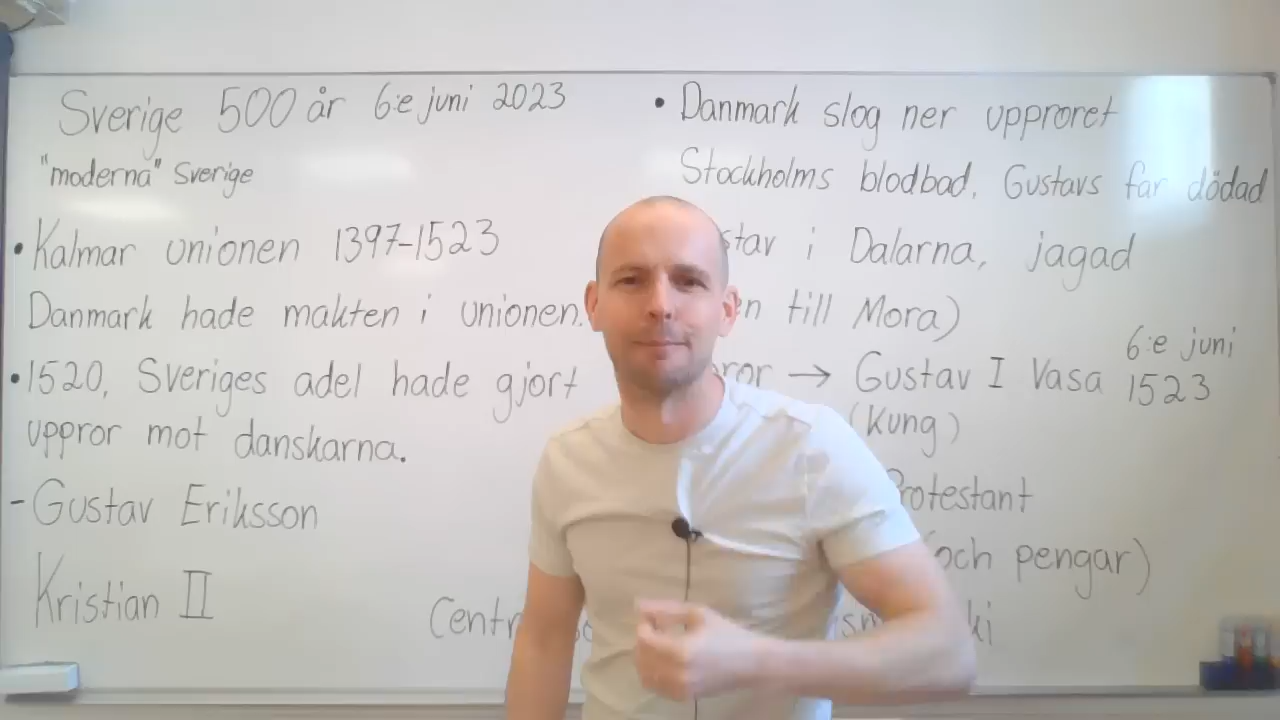 Sverige 500 år 6:e juni 2023
"moderna" Sverige
• Kalmar unionen 1397-1523
Danmark hade makten i unionen.
• 1520, Sveriges adel hade gjort
uppror mot danskarna.
- Gustav Eriksson
Kristian II
• Danmark slog ner upproret
Stockholms blodbad, Gustavs far dödad
i Dalarna, jagad
till Mora)
→ Gustav I Vasa 6:e juni 1523
(Kung)
och pengar)